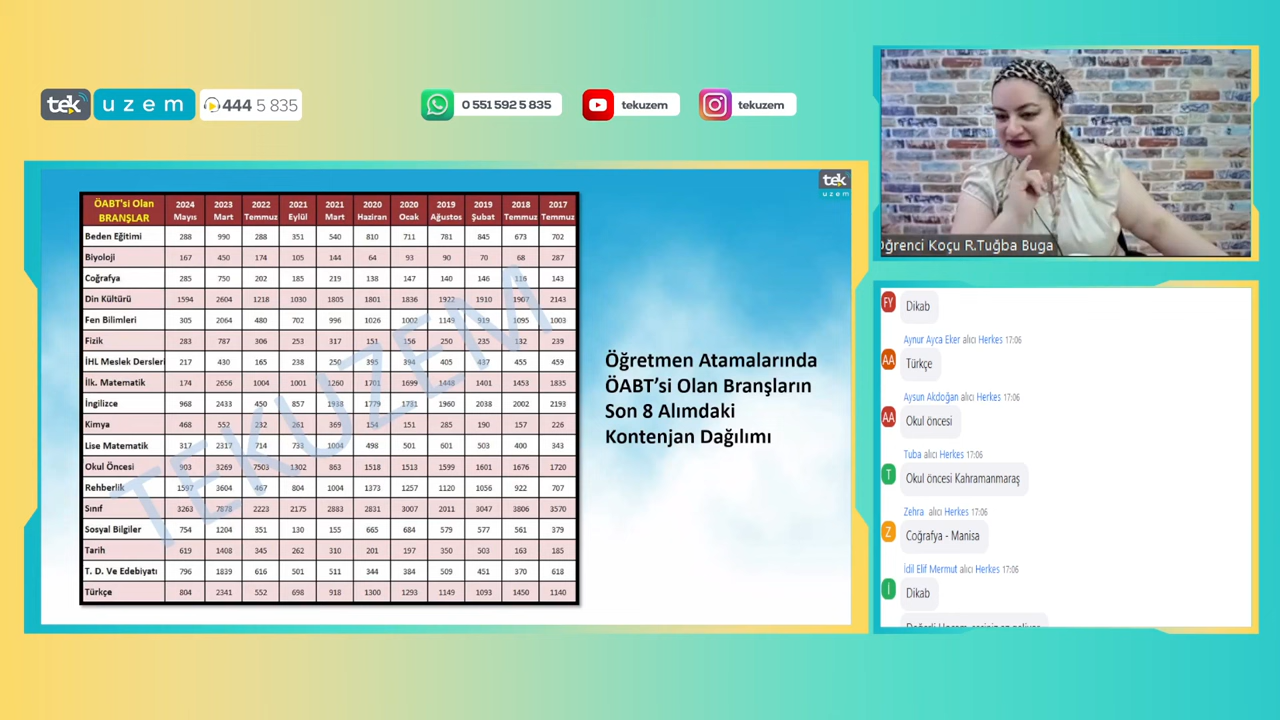 tek uzem 444 5 835
0 551 592 5 835
tekuzem
tekuzem
tek
uzem
ÖABT'si Olan BRANŞLAR 2024 Mayıs 2023 Mart 2022 Temmuz 2021 Eylül 2021 Mart 2020 Haziran 2020 Ocak 2019 Ağustos 2019 Şubat 2018 Temmuz 2017 Temmuz
Beden Eğitimi 288 990 288 351 540 810 711 781 845 673 702
Biyoloji 167 450 174 105 144 64 93 90 70 68 287
Coğrafya 285 750 202 185 219 138 147 140 146 116 143
Din Kültürü 1594 2604 1218 1030 1805 1801 1836 1922 1910 1907 2143
Fen Bilimleri 305 2064 480 702 996 1026 1002 1149 919 1095 1003
Fizik 283 787 306 253 317 151 156 250 235 132 239
İHL Meslek Dersleri 217 430 165 238 250 395 394 405 437 455 459
İlk. Matematik 174 2656 1004 1001 1260 1701 1699 1448 1401 1453 1835
İngilizce 968 2433 450 857 1938 1779 1731 1960 2038 2002 2193
Kimya 468 552 232 261 369 154 151 285 190 157 226
Lise Matematik 317 2317 714 733 1004 498 501 601 503 400 343
Okul Öncesi 903 3269 7503 1302 863 1518 1513 1599 1601 1676 1720
Rehberlik 1597 3604 467 804 1004 1373 1257 1120 1056 922 707
Sınıf 3263 7878 2223 2175 2883 2831 3007 2011 3047 3806 3570
Sosyal Bilgiler 754 1204 351 130 155 665 684 579 577 561 379
Tarih 619 1408 345 262 310 201 197 350 503 163 185
T. D. Ve Edebiyatı 796 1839 616 501 511 344 384 509 451 370 618
Türkçe 804 2341 552 698 918 1300 1293 1149 1093 1450 1140
TEKUZEM
Öğretmen Atamalarında
ÖABT’si Olan Branşların
Son 8 Alımdaki
Kontenjan Dağılımı
Öğrenci Koçu R.Tuğba Buga
FY
Dikab
Aynur Ayca Eker alıcı Herkes 17:06
AA
Türkçe
Aysun Akdoğan alıcı Herkes 17:06
AA
Okul öncesi
Tuba alıcı Herkes 17:06
T
Okul öncesi Kahramanmaraş
Zehra alıcı Herkes 17:06
Z
Coğrafya - Manisa
İdil Elif Mermut alıcı Herkes 17:06
İ
Dikab